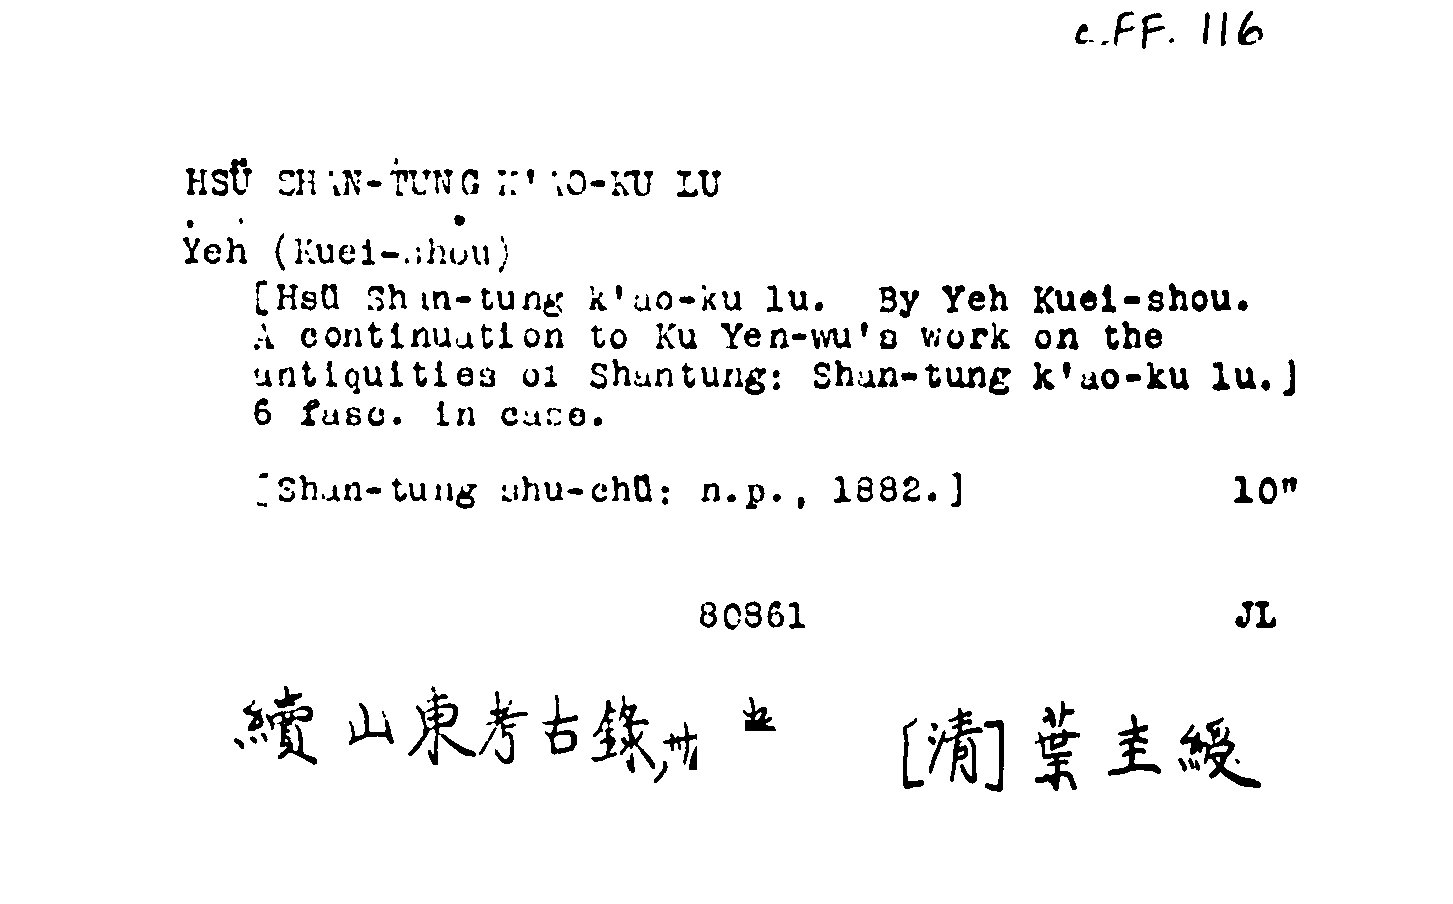 c.FF. 116
HSÜ SHAN-TUNG K'AO-KU LU
Yeh (Kuei-shou)
[Hsü Shan-tung k'ao-ku lu. By Yeh Kuei-shou.
A continuation to Ku Yen-wu's work on the
antiquities of Shantung: Shan-tung k'ao-ku lu.]
6 fasc. in case.
[Shan-tung shu-chü: n.p., 1882.] 10"
80861 JL
續山東考古錄, 卅 [清] 葉圭綬